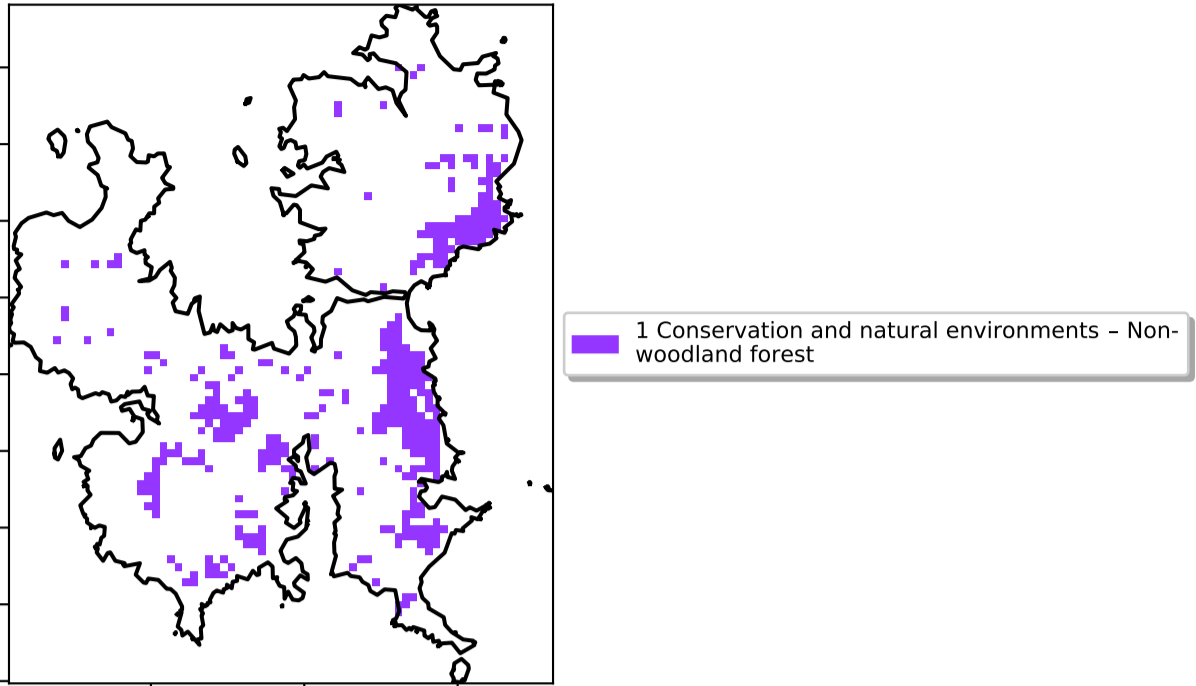 1 Conservation and natural environments – Non-
woodland forest